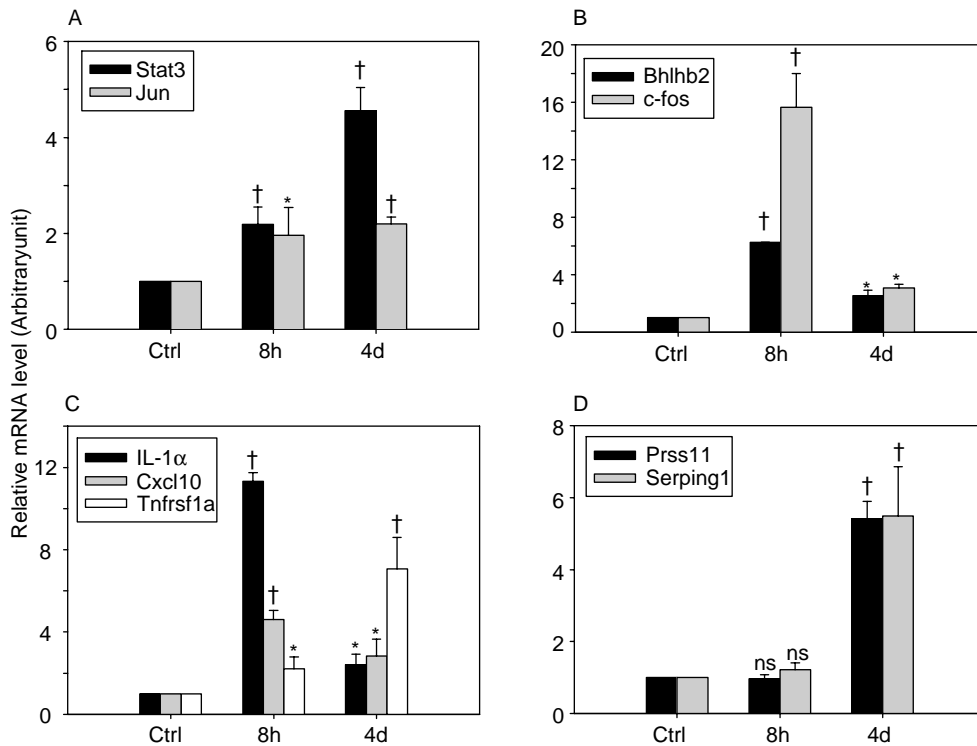 Relative mRNA level (Arbitraryunit)
A
6
4
2
0
Stat3
Jun
†
*
†
†
Ctrl 8h 4d
B
20
16
12
8
4
0
Bhlhb2
c-fos
†
†
*
*
Ctrl 8h 4d
C
12
8
4
0
IL-1α
Cxcl10
Tnfrsf1a
†
†
*
*
*
†
Ctrl 8h 4d
D
8
6
4
2
0
Prss11
Serping1
ns
ns
†
†
Ctrl 8h 4d